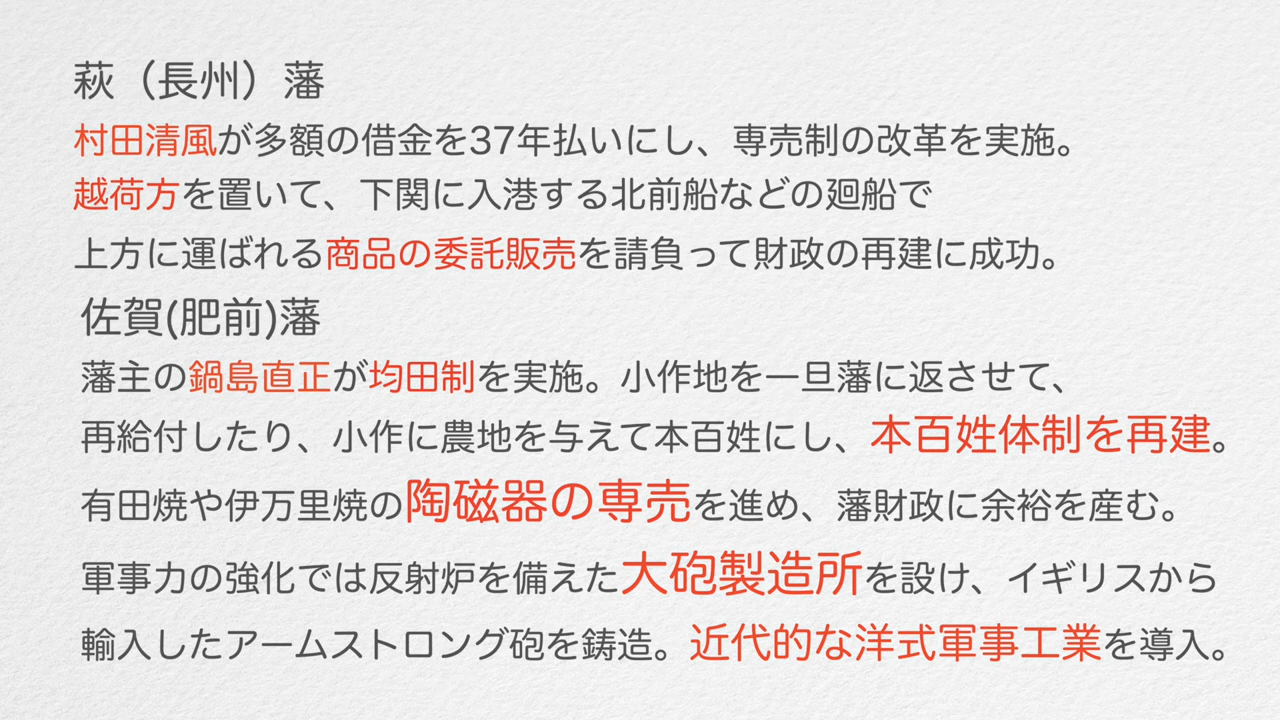 萩（長州）藩
村田清風が多額の借金を37年払いにし、専売制の改革を実施。
越荷方を置いて、下関に入港する北前船などの廻船で
上方に運ばれる商品の委託販売を請負って財政の再建に成功。
佐賀(肥前)藩
藩主の鍋島直正が均田制を実施。小作地を一旦藩に返させて、
再給付したり、小作に農地を与えて本百姓にし、本百姓体制を再建。
有田焼や伊万里焼の陶磁器の専売を進め、藩財政に余裕を産む。
軍事力の強化では反射炉を備えた大砲製造所を設け、イギリスから
輸入したアームストロング砲を鋳造。近代的な洋式軍事工業を導入。